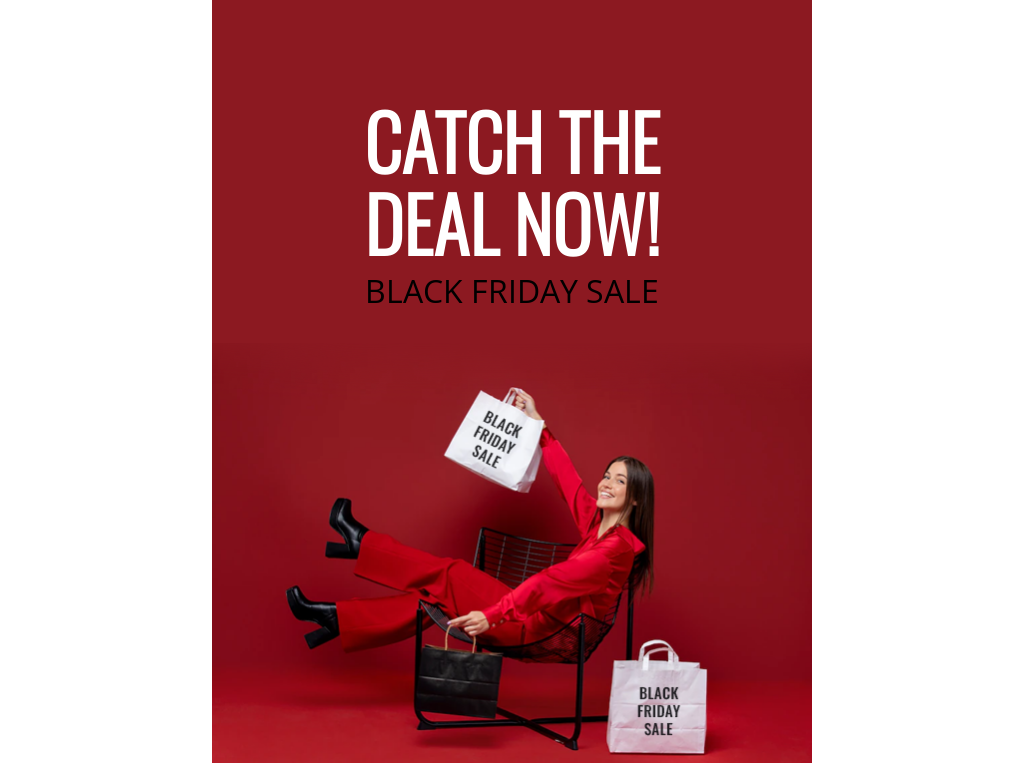 CATCH THE
DEAL NOW!
BLACK FRIDAY SALE
BLACK
FRIDAY
SALE
BLACK
FRIDAY
SALE